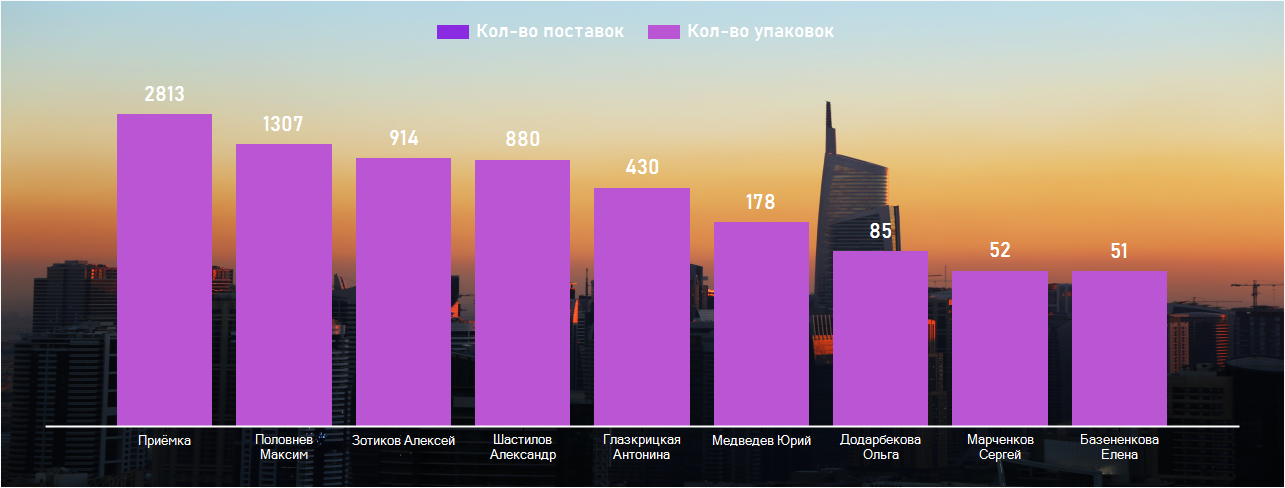 Кол-во поставок Кол-во упаковок
2813
1307
914
880
430
178
85
52
51
Приёмка
Половнев
Максим
Зотиков Алексей
Шастилов
Александр
Глазкрицкая
Антонина
Медведев Юрий
Додарбекова
Ольга
Марченков
Сергей
Базененкова
Елена